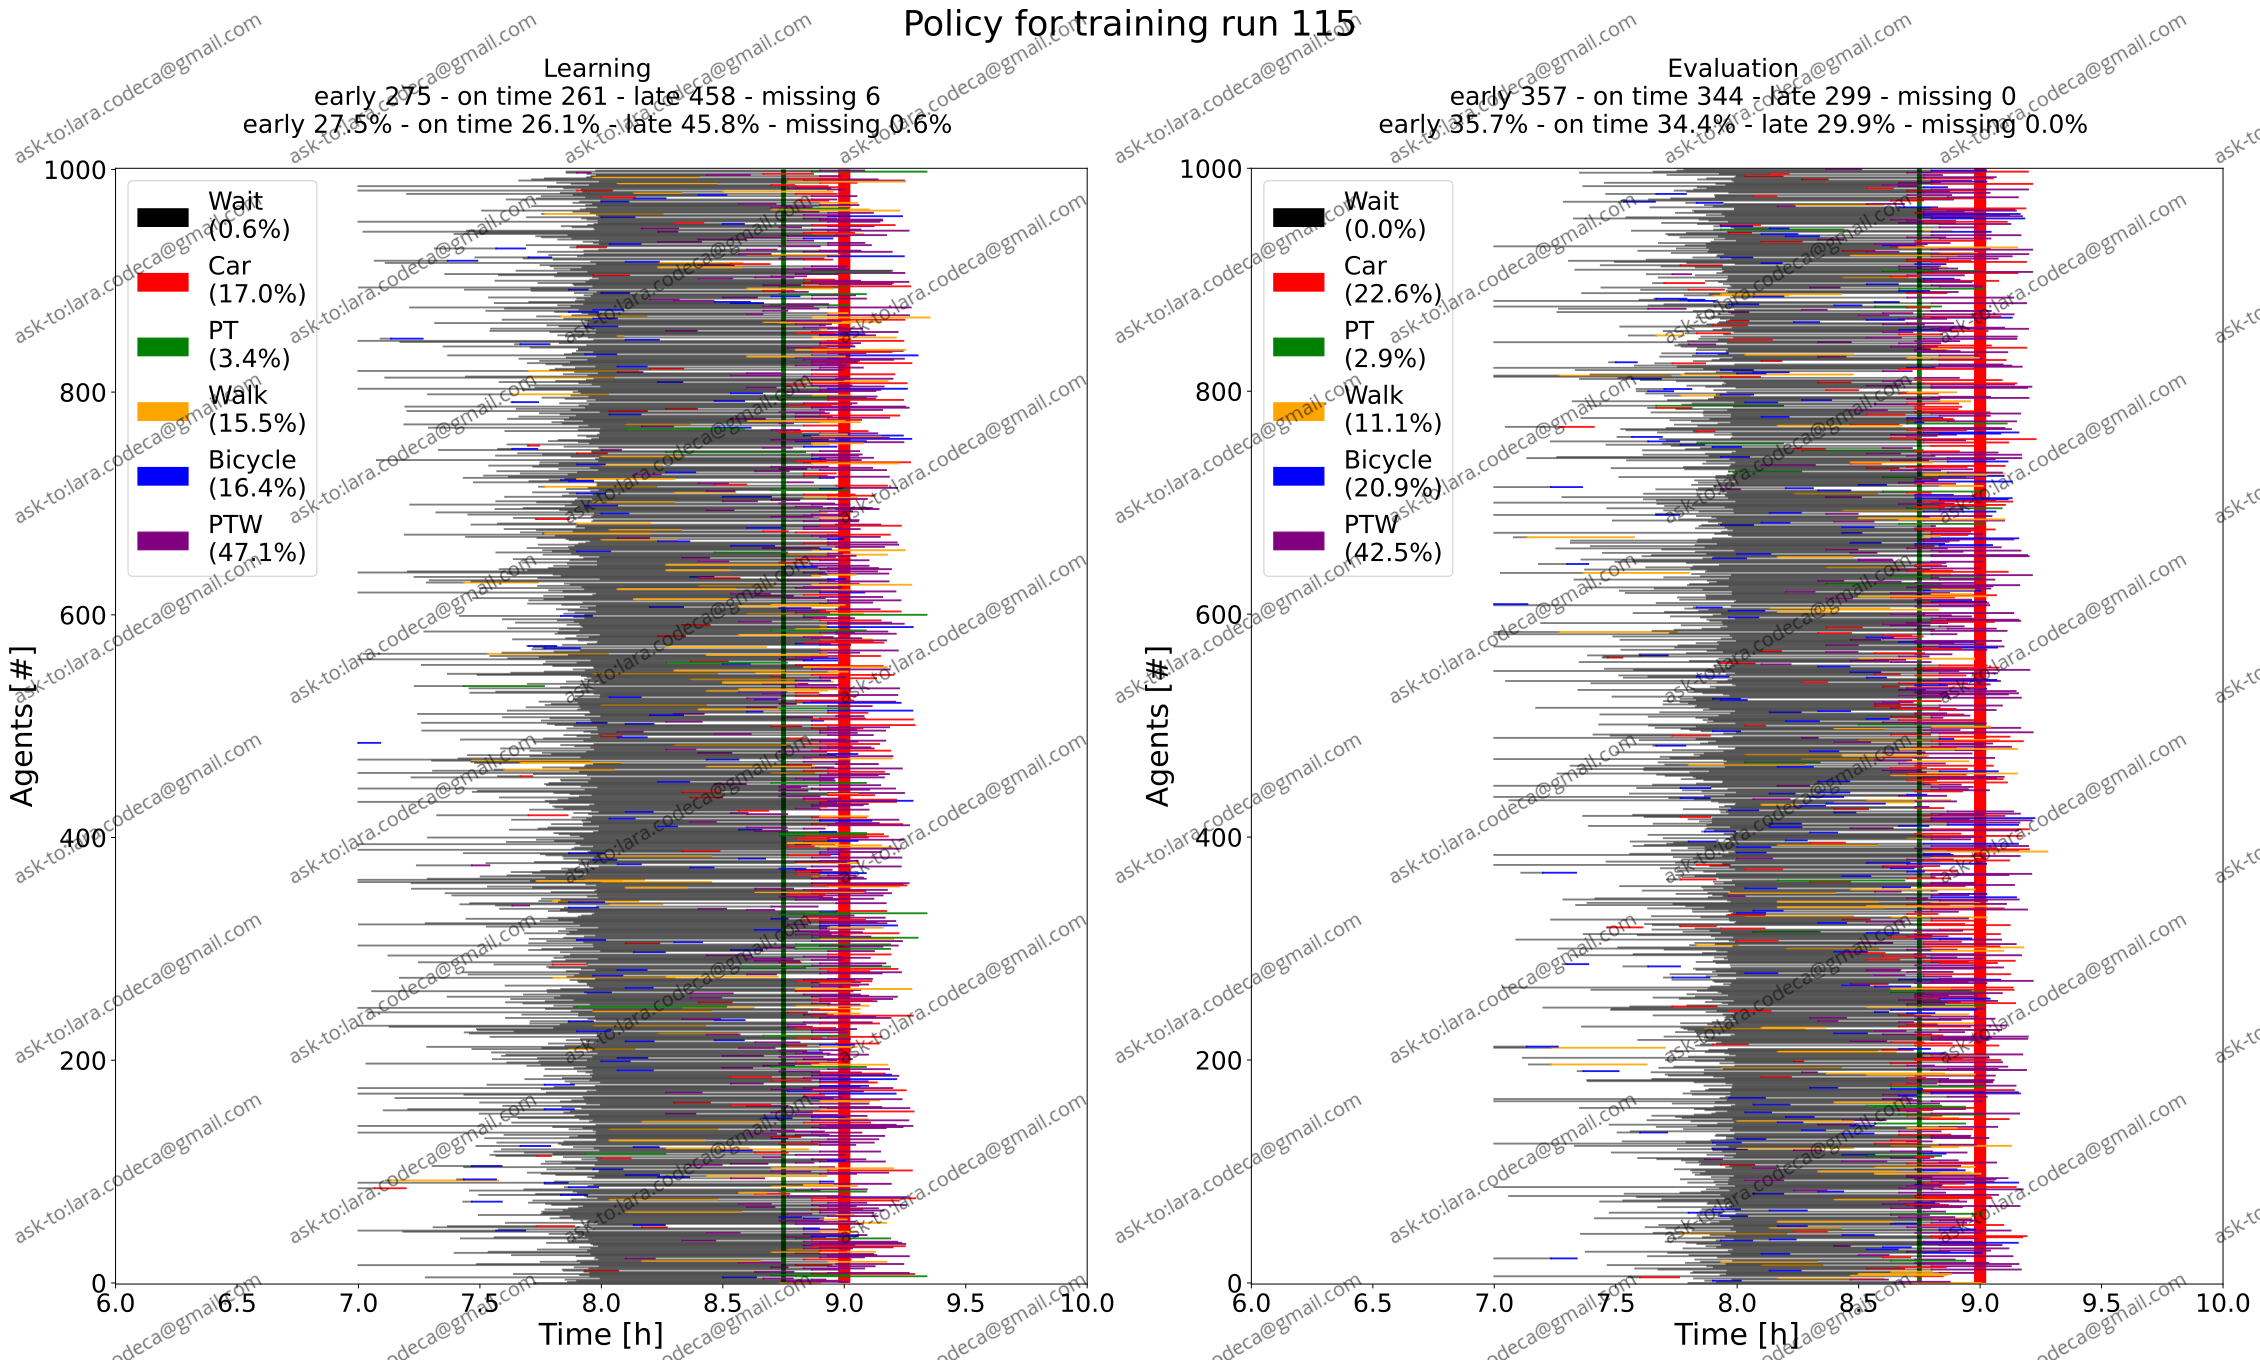 Policy for training run 115
Learning
early 275 - on time 261 - late 458 - missing 6
early 27.5% - on time 26.1% - late 45.8% - missing 0.6%
Evaluation
early 357 - on time 344 - late 299 - missing 0
early 35.7% - on time 34.4% - late 29.9% - missing 0.0%
Agents [#]
1000
800
600
400
200
0
Wait
(0.6%)
Car
(17.0%)
PT
(3.4%)
Walk
(15.5%)
Bicycle
(16.4%)
PTW
(47.1%)
6.0 6.5 7.0 7.5 8.0 8.5 9.0 9.5 10.0
Time [h]
Agents [#]
1000
800
600
400
200
0
Wait
(0.0%)
Car
(22.6%)
PT
(2.9%)
Walk
(11.1%)
Bicycle
(20.9%)
PTW
(42.5%)
6.0 6.5 7.0 7.5 8.0 8.5 9.0 9.5 10.0
Time [h]
ask-to:lara.codeca@gmail.com